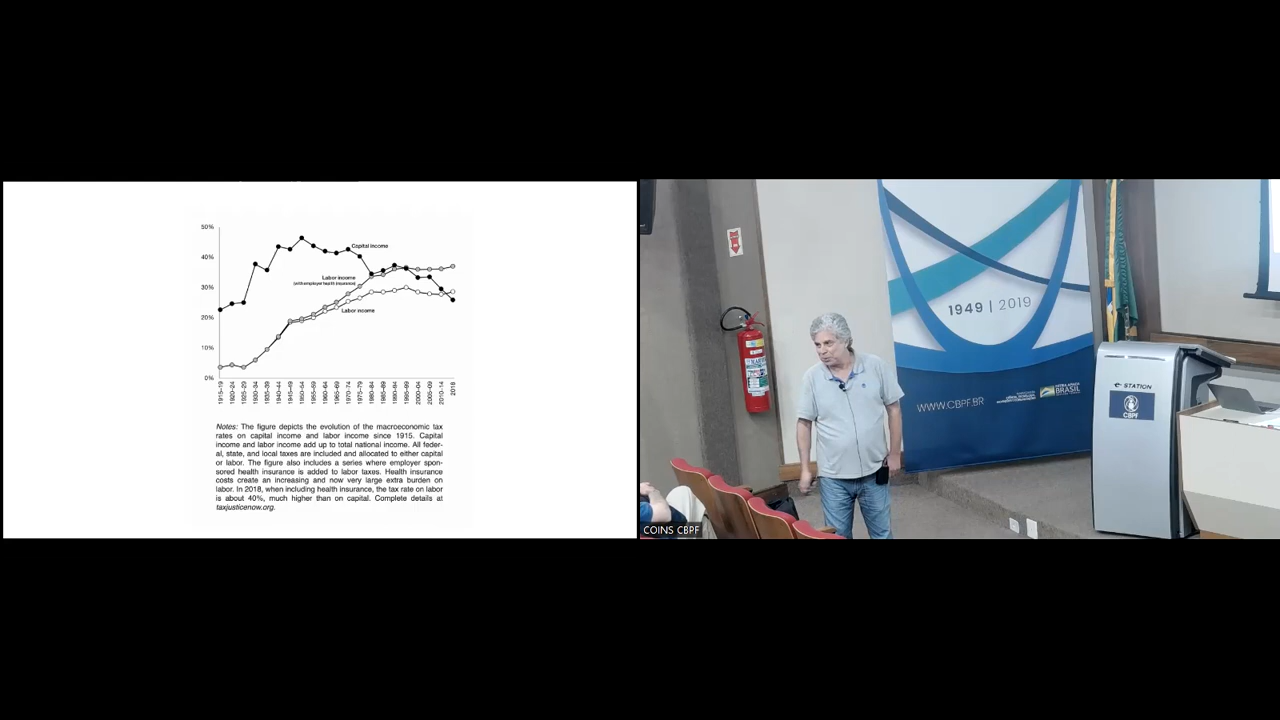 50%
40%
30%
20%
10%
0%
Capital income
Labor income
(with employer health insurance)
Labor income
1915–19
1920–24
1925–29
1930–34
1935–39
1940–44
1945–49
1950–54
1955–59
1960–64
1965–69
1970–74
1975–79
1980–84
1985–89
1990–94
1995–99
2000–04
2005–09
2010–14
2018
Notes: The figure depicts the evolution of the macroeconomic tax
rates on capital income and labor income since 1915. Capital
income and labor income add up to total national income. All feder-
al, state, and local taxes are included and allocated to either capital
or labor. The figure also includes a series where employer spon-
sored health insurance is added to labor taxes. Health insurance
costs create an increasing and now very large extra burden on
labor. In 2018, when including health insurance, the tax rate on labor
is about 40%, much higher than on capital. Complete details at
taxjusticenow.org.
1949 | 2019
WWW.CBPF.BR
PÁTRIA AMADA
BRASIL
STATION
CBPF
COINS CBPF